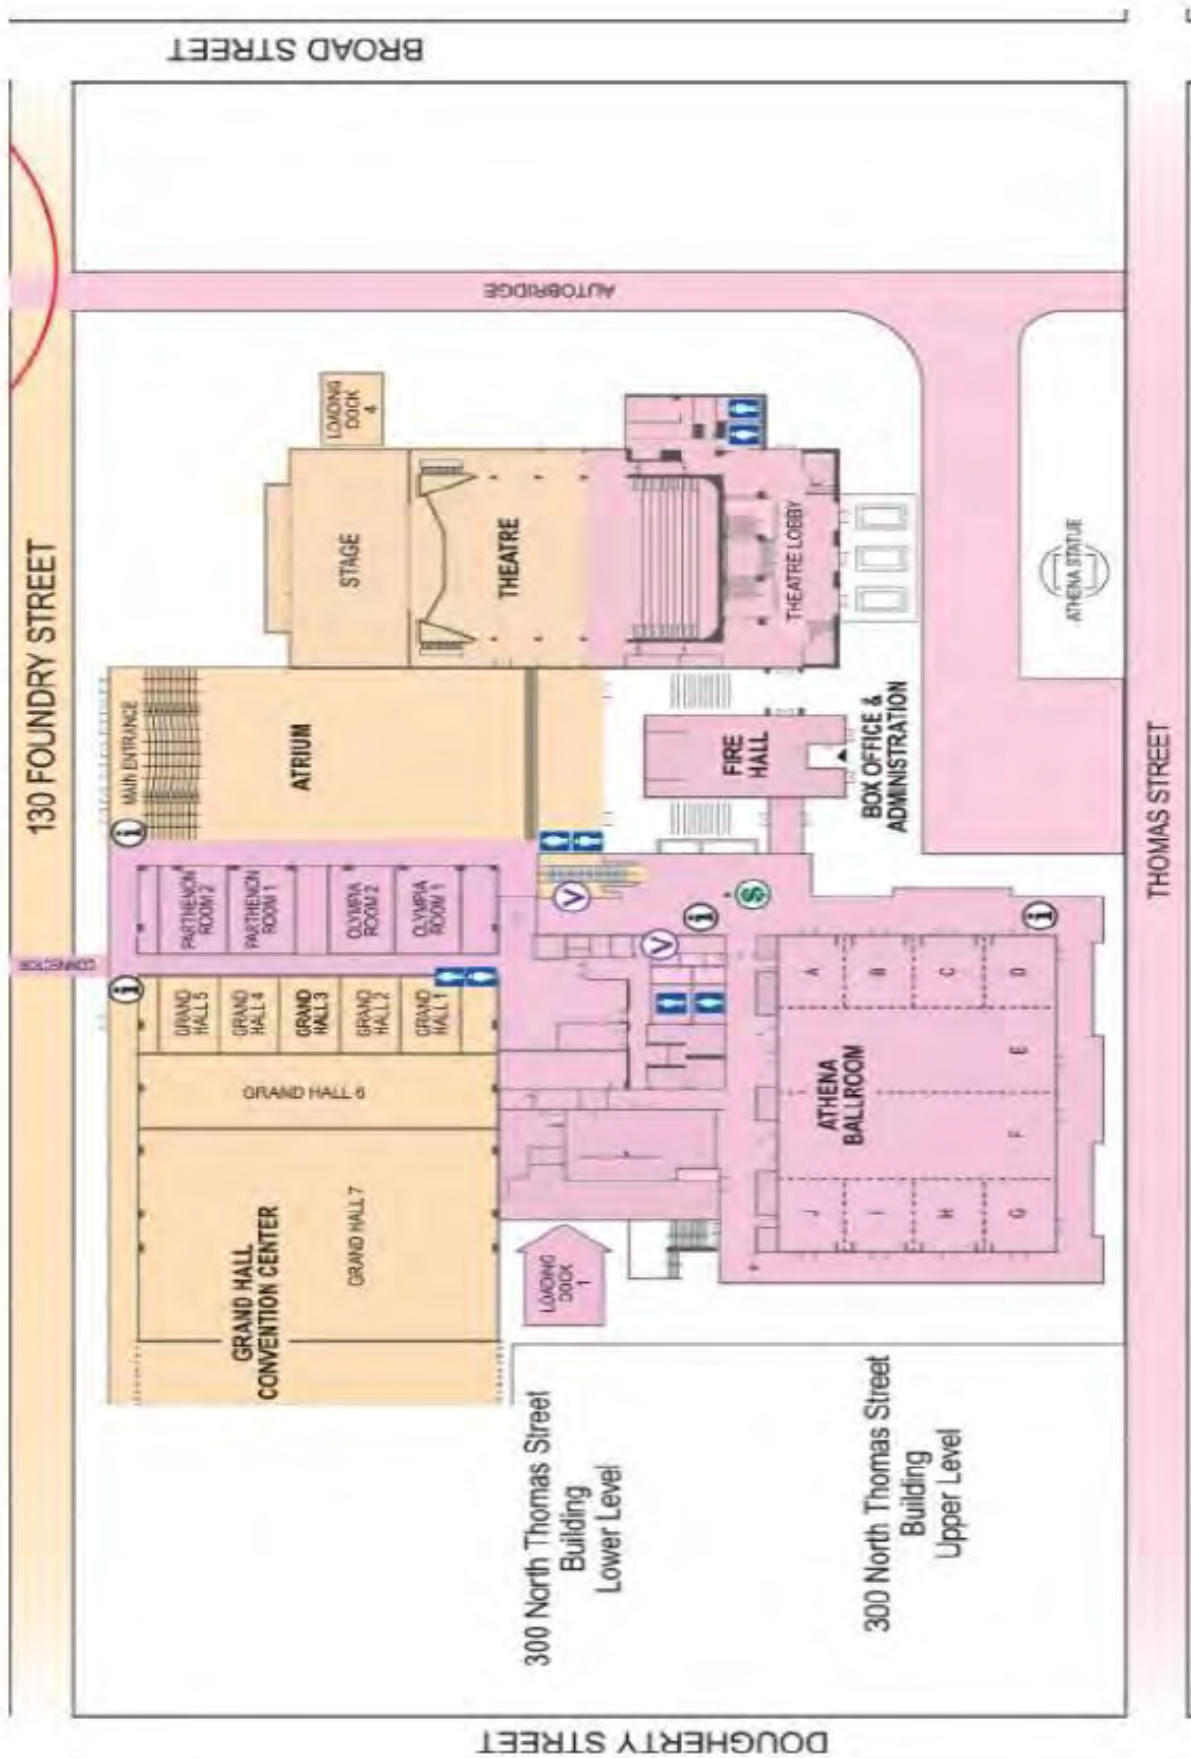 130 FOUNDRY STREET
BROAD STREET
CONNECTOR
MAIN ENTRANCE
AUTOBRIDGE
GRAND HALL
CONVENTION CENTER
GRAND HALL 7
GRAND HALL 6
GRAND
HALL 5
GRAND
HALL 4
GRAND
HALL 3
GRAND
HALL 2
GRAND
HALL 1
PARTHENON
ROOM 2
PARTHENON
ROOM 1
OLYMPIA
ROOM 2
OLYMPIA
ROOM 1
ATRIUM
STAGE
LOADING
DOCK
4
THEATRE
THEATRE LOBBY
FIRE
HALL
BOX OFFICE &
ADMINISTRATION
ATHENA STATUE
LOADING
DOCK
1
ATHENA
BALLROOM
A
B
C
D
E
F
G
H
I
J
i
i
i
i
V
V
$
300 North Thomas Street
Building
Lower Level
300 North Thomas Street
Building
Upper Level
DOUGHERTY STREET
THOMAS STREET